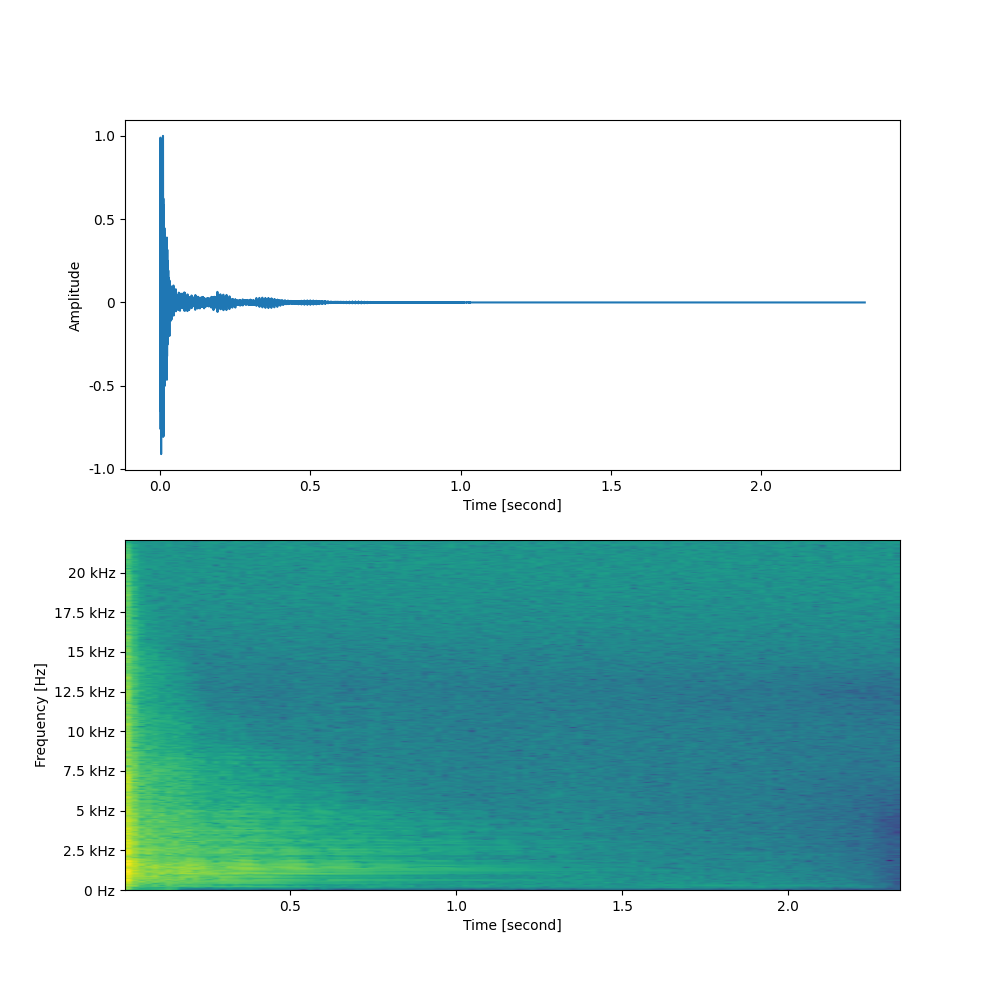 1.0
0.5
0
-0.5
-1.0
Amplitude
0.0 0.5 1.0 1.5 2.0
Time [second]
20 kHz
17.5 kHz
15 kHz
12.5 kHz
10 kHz
7.5 kHz
5 kHz
2.5 kHz
0 Hz
Frequency [Hz]
0.5 1.0 1.5 2.0
Time [second]